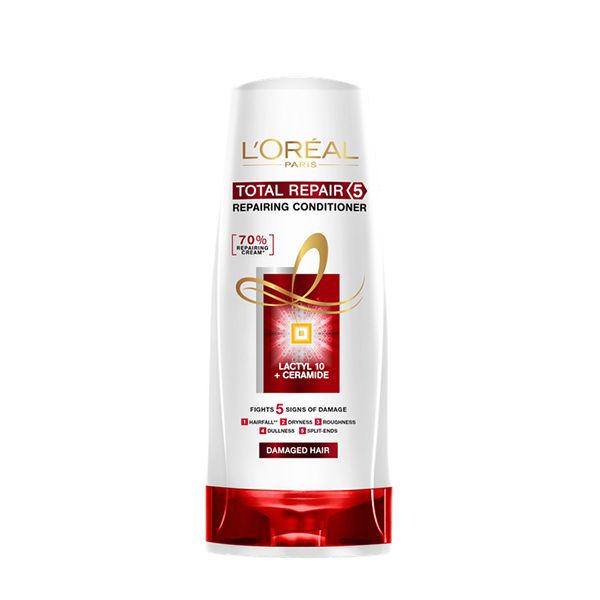 L'ORÉAL
PARIS
TOTAL REPAIR 5
REPAIRING CONDITIONER
70%
REPAIRING
CREAM*
LACTYL 10
+ CERAMIDE
FIGHTS 5 SIGNS OF DAMAGE
1 HAIRFALL** 2 DRYNESS 3 ROUGHNESS
4 DULLNESS 5 SPLIT-ENDS
DAMAGED HAIR